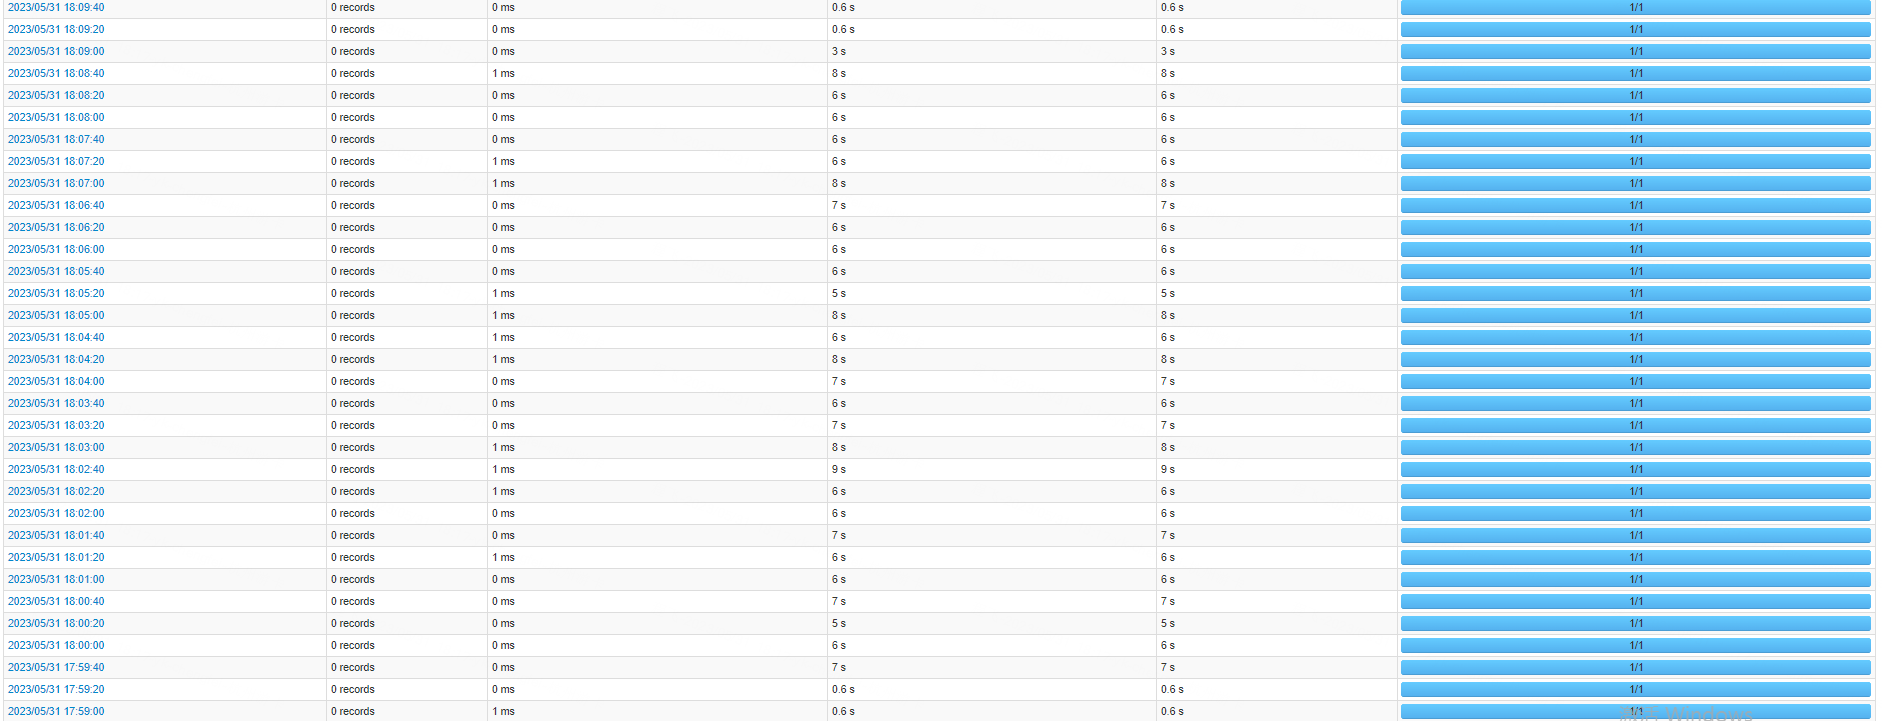 2023/05/31 18:09:40 0 records 0 ms 0.6 s 0.6 s 1/1
2023/05/31 18:09:20 0 records 0 ms 0.6 s 0.6 s 1/1
2023/05/31 18:09:00 0 records 0 ms 3 s 3 s 1/1
2023/05/31 18:08:40 0 records 1 ms 8 s 8 s 1/1
2023/05/31 18:08:20 0 records 0 ms 6 s 6 s 1/1
2023/05/31 18:08:00 0 records 0 ms 6 s 6 s 1/1
2023/05/31 18:07:40 0 records 0 ms 6 s 6 s 1/1
2023/05/31 18:07:20 0 records 1 ms 6 s 6 s 1/1
2023/05/31 18:07:00 0 records 1 ms 8 s 8 s 1/1
2023/05/31 18:06:40 0 records 0 ms 7 s 7 s 1/1
2023/05/31 18:06:20 0 records 0 ms 6 s 6 s 1/1
2023/05/31 18:06:00 0 records 0 ms 6 s 6 s 1/1
2023/05/31 18:05:40 0 records 0 ms 6 s 6 s 1/1
2023/05/31 18:05:20 0 records 1 ms 5 s 5 s 1/1
2023/05/31 18:05:00 0 records 1 ms 8 s 8 s 1/1
2023/05/31 18:04:40 0 records 1 ms 6 s 6 s 1/1
2023/05/31 18:04:20 0 records 1 ms 8 s 8 s 1/1
2023/05/31 18:04:00 0 records 0 ms 7 s 7 s 1/1
2023/05/31 18:03:40 0 records 0 ms 6 s 6 s 1/1
2023/05/31 18:03:20 0 records 0 ms 7 s 7 s 1/1
2023/05/31 18:03:00 0 records 1 ms 8 s 8 s 1/1
2023/05/31 18:02:40 0 records 1 ms 9 s 9 s 1/1
2023/05/31 18:02:20 0 records 1 ms 6 s 6 s 1/1
2023/05/31 18:02:00 0 records 0 ms 6 s 6 s 1/1
2023/05/31 18:01:40 0 records 0 ms 7 s 7 s 1/1
2023/05/31 18:01:20 0 records 1 ms 6 s 6 s 1/1
2023/05/31 18:01:00 0 records 0 ms 6 s 6 s 1/1
2023/05/31 18:00:40 0 records 0 ms 7 s 7 s 1/1
2023/05/31 18:00:20 0 records 0 ms 5 s 5 s 1/1
2023/05/31 18:00:00 0 records 0 ms 6 s 6 s 1/1
2023/05/31 17:59:40 0 records 0 ms 7 s 7 s 1/1
2023/05/31 17:59:20 0 records 0 ms 0.6 s 0.6 s 1/1
2023/05/31 17:59:00 0 records 1 ms 0.6 s 0.6 s 1/1
Windows